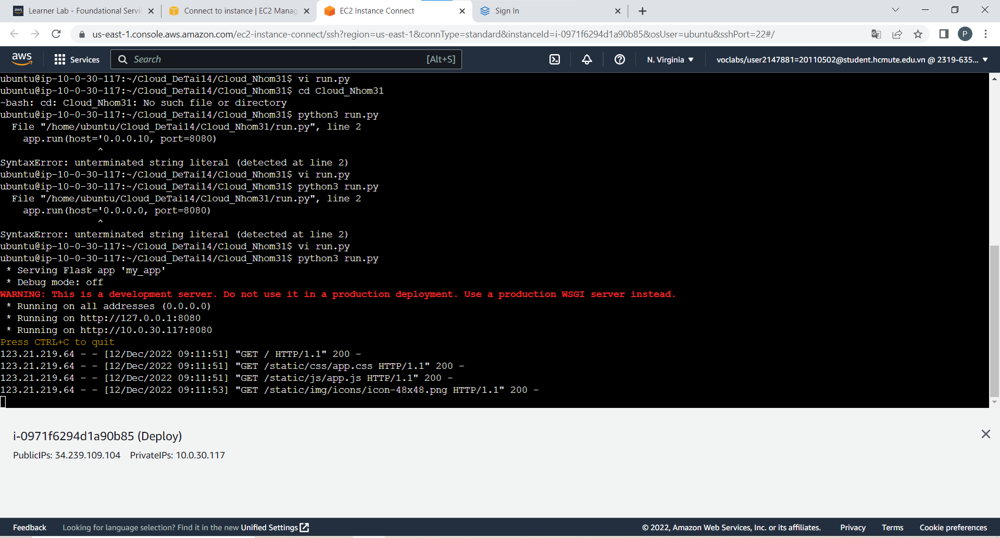 Learner Lab - Foundational Servi
Connect to instance | EC2 Manag
EC2 Instance Connect
Sign In
us-east-1.console.aws.amazon.com/ec2-instance-connect/ssh?region=us-east-1&connType=standard&instanceId=i-0971f6294d1a90b85&osUser=ubuntu&sshPort=22#/
P
aws
Services
Search
[Alt+S]
N. Virginia
voclabs/user2147881=20110502@student.hcmute.edu.vn @ 2319-635...
ubuntu@ip-10-0-30-117:~/Cloud_DeTai14/Cloud_Nhom31$ vi run.py
ubuntu@ip-10-0-30-117:~/Cloud_DeTai14/Cloud_Nhom31$ cd Cloud_Nhom31
-bash: cd: Cloud_Nhom31: No such file or directory
ubuntu@ip-10-0-30-117:~/Cloud_DeTai14/Cloud_Nhom31$ python3 run.py
  File "/home/ubuntu/Cloud_DeTai14/Cloud_Nhom31/run.py", line 2
    app.run(host='0.0.0.10, port=8080)
                 ^
SyntaxError: unterminated string literal (detected at line 2)
ubuntu@ip-10-0-30-117:~/Cloud_DeTai14/Cloud_Nhom31$ vi run.py
ubuntu@ip-10-0-30-117:~/Cloud_DeTai14/Cloud_Nhom31$ python3 run.py
  File "/home/ubuntu/Cloud_DeTai14/Cloud_Nhom31/run.py", line 2
    app.run(host='0.0.0.0, port=8080)
                 ^
SyntaxError: unterminated string literal (detected at line 2)
ubuntu@ip-10-0-30-117:~/Cloud_DeTai14/Cloud_Nhom31$ vi run.py
ubuntu@ip-10-0-30-117:~/Cloud_DeTai14/Cloud_Nhom31$ python3 run.py
 * Serving Flask app 'my_app'
 * Debug mode: off
WARNING: This is a development server. Do not use it in a production deployment. Use a production WSGI server instead.
 * Running on all addresses (0.0.0.0)
 * Running on http://127.0.0.1:8080
 * Running on http://10.0.30.117:8080
Press CTRL+C to quit
123.21.219.64 - - [12/Dec/2022 09:11:51] "GET / HTTP/1.1" 200 -
123.21.219.64 - - [12/Dec/2022 09:11:51] "GET /static/css/app.css HTTP/1.1" 200 -
123.21.219.64 - - [12/Dec/2022 09:11:51] "GET /static/js/app.js HTTP/1.1" 200 -
123.21.219.64 - - [12/Dec/2022 09:11:53] "GET /static/img/icons/icon-48x48.png HTTP/1.1" 200 -
i-0971f6294d1a90b85 (Deploy)
PublicIPs: 34.239.109.104 PrivateIPs: 10.0.30.117
Feedback
Looking for language selection? Find it in the new Unified Settings
© 2022, Amazon Web Services, Inc. or its affiliates.
Privacy
Terms
Cookie preferences